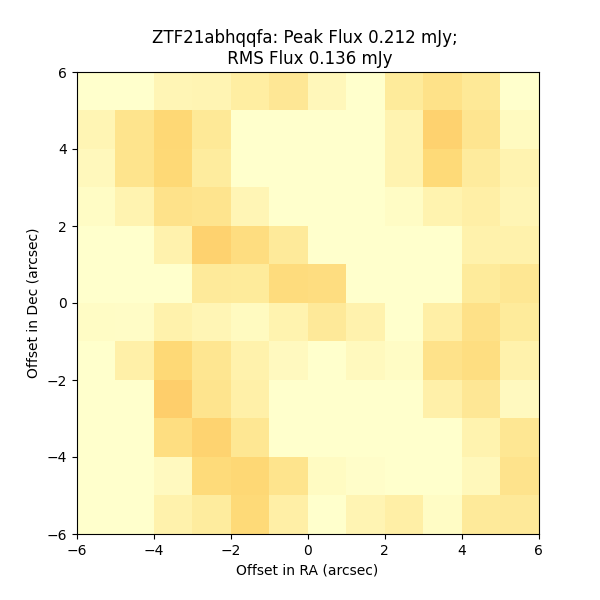 ZTF21abhqqfa: Peak Flux 0.212 mJy;
RMS Flux 0.136 mJy
6
4
2
0
−2
−4
−6
Offset in Dec (arcsec)
−6 −4 −2 0 2 4 6
Offset in RA (arcsec)